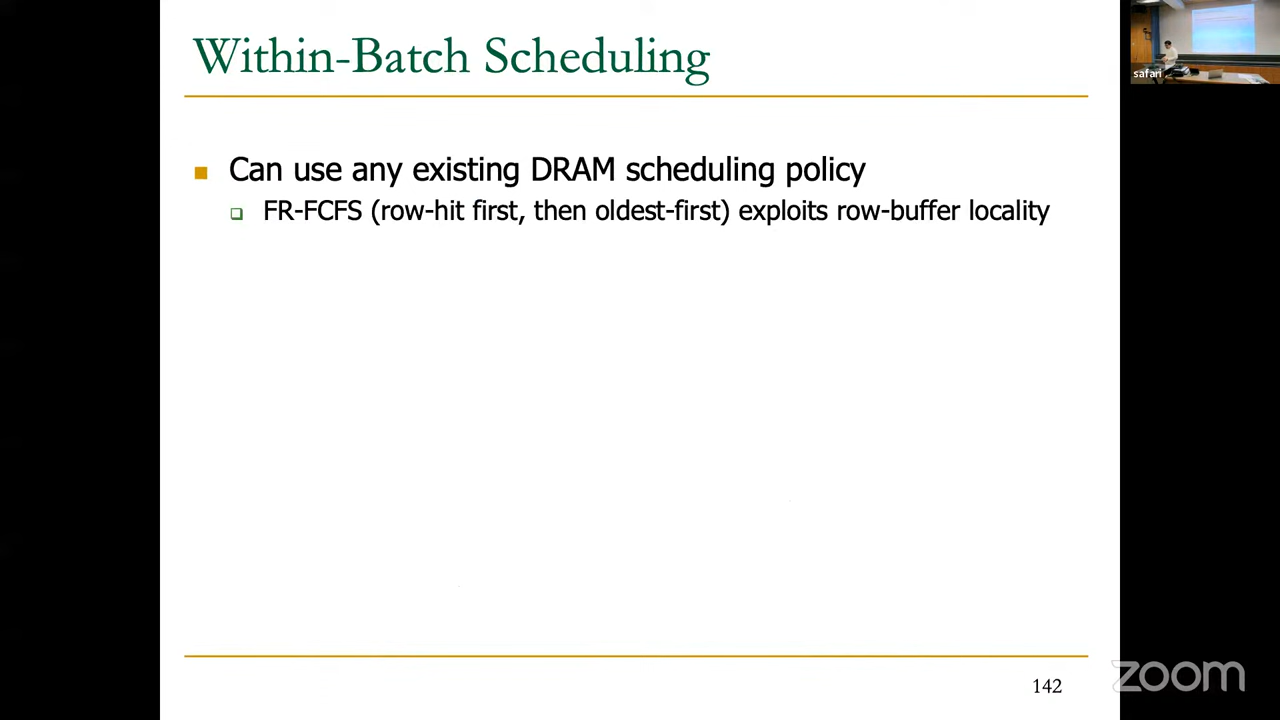 Within-Batch Scheduling
safari
Can use any existing DRAM scheduling policy
FR-FCFS (row-hit first, then oldest-first) exploits row-buffer locality
142
zoom